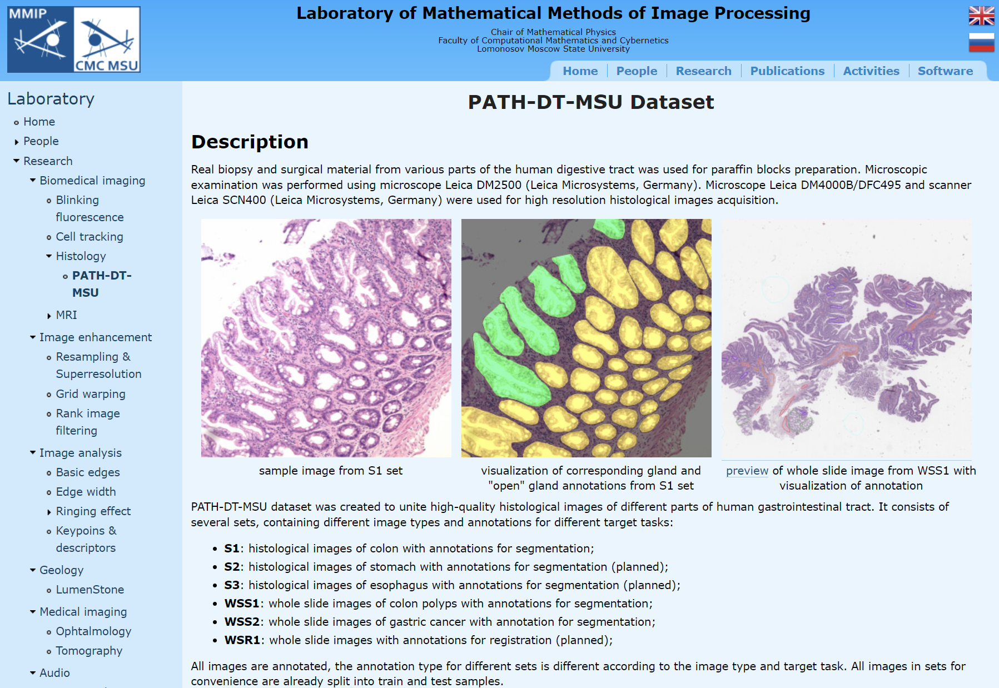 MMIP
CMC MSU
Laboratory of Mathematical Methods of Image Processing
Chair of Mathematical Physics
Faculty of Computational Mathematics and Cybernetics
Lomonosov Moscow State University
Home
People
Research
Publications
Activities
Software
Laboratory
Home
People
Research
Biomedical imaging
Blinking
fluorescence
Cell tracking
Histology
PATH-DT-
MSU
MRI
Image enhancement
Resampling &
Superresolution
Grid warping
Rank image
filtering
Image analysis
Basic edges
Edge width
Ringing effect
Keypoins &
descriptors
Geology
LumenStone
Medical imaging
Ophtalmology
Tomography
Audio
PATH-DT-MSU Dataset
Description
Real biopsy and surgical material from various parts of the human digestive tract was used for paraffin blocks preparation. Microscopic
examination was performed using microscope Leica DM2500 (Leica Microsystems, Germany). Microscope Leica DM4000B/DFC495 and scanner
Leica SCN400 (Leica Microsystems, Germany) were used for high resolution histological images acquisition.
sample image from S1 set
visualization of corresponding gland and
"open" gland annotations from S1 set
preview of whole slide image from WSS1 with
visualization of annotation
PATH-DT-MSU dataset was created to unite high-quality histological images of different parts of human gastrointestinal tract. It consists of
several sets, containing different image types and annotations for different target tasks:
• S1: histological images of colon with annotations for segmentation;
• S2: histological images of stomach with annotations for segmentation (planned);
• S3: histological images of esophagus with annotations for segmentation (planned);
• WSS1: whole slide images of colon polyps with annotations for segmentation;
• WSS2: whole slide images of gastric cancer with annotation for segmentation;
• WSR1: whole slide images with annotations for registration (planned);
All images are annotated, the annotation type for different sets is different according to the image type and target task. All images in sets for
convenience are already split into train and test samples.